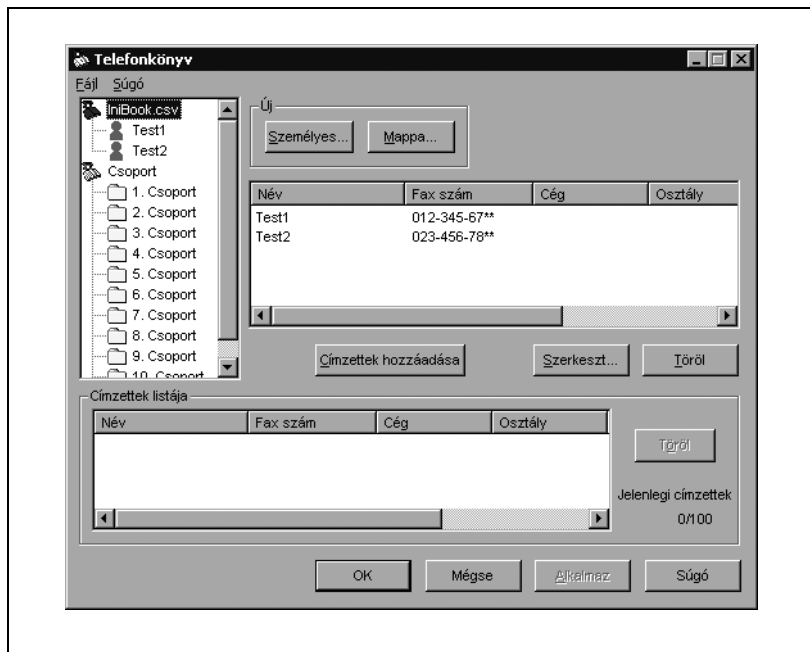 Telefonkönyv
Fájl Súgó
IniBook.csv
Test1
Test2
Csoport
1. Csoport
2. Csoport
3. Csoport
4. Csoport
5. Csoport
6. Csoport
7. Csoport
8. Csoport
9. Csoport
10. Csoport
Új
Személyes... Mappa...
Név Fax szám Cég Osztály
Test1 012-345-67**
Test2 023-456-78**
Címzettek hozzáadása Szerkeszt... Töröl
Címzettek listája
Név Fax szám Cég Osztály
Töröl
Jelenlegi címzettek
0/100
OK Mégse Alkalmaz Súgó